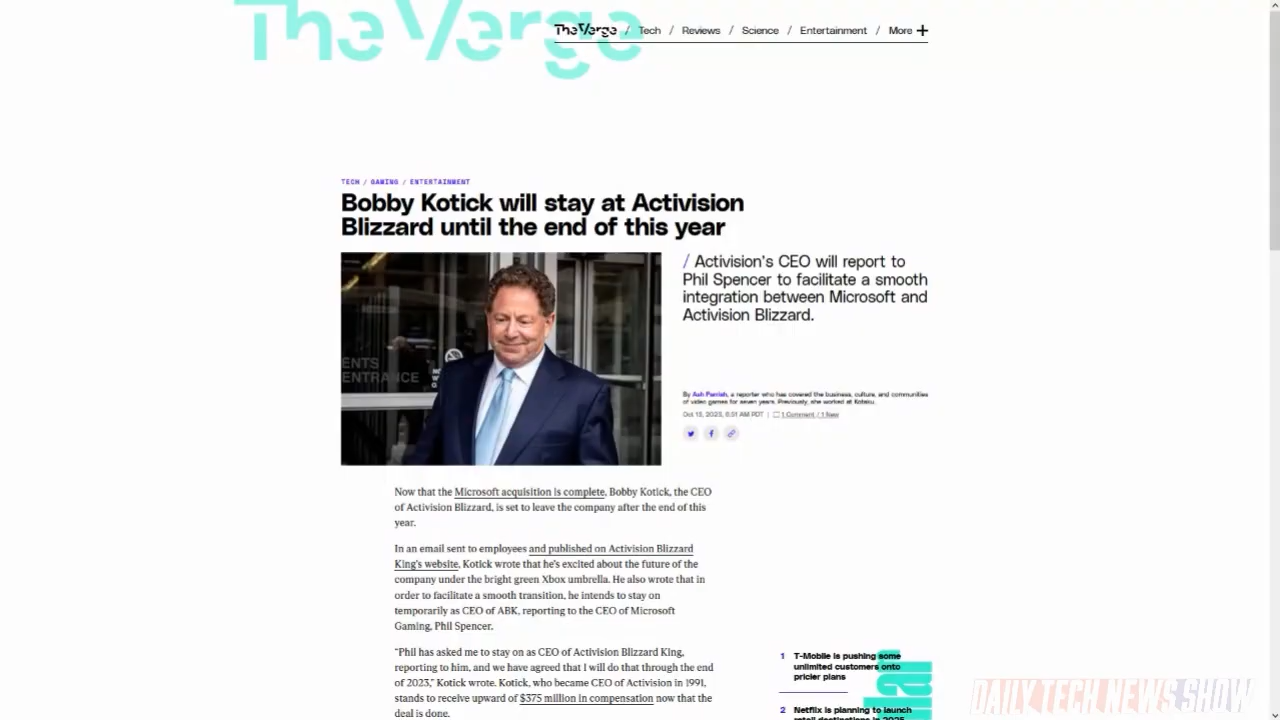 The Verge
The Verge / Tech / Reviews / Science / Entertainment / More +
TECH / GAMING / ENTERTAINMENT
Bobby Kotick will stay at Activision
Blizzard until the end of this year
ENTS
ENTRANCE
/ Activision's CEO will report to
Phil Spencer to facilitate a smooth
integration between Microsoft and
Activision Blizzard.
By Ash Parrish, a reporter who has covered the business, culture, and communities
of video games for seven years. Previously, she worked at Kotaku.
Oct 13, 2023, 6:51 AM PDT | 1 Comment / 1 New
Now that the Microsoft acquisition is complete, Bobby Kotick, the CEO
of Activision Blizzard, is set to leave the company after the end of this
year.
In an email sent to employees and published on Activision Blizzard
King's website, Kotick wrote that he's excited about the future of the
company under the bright green Xbox umbrella. He also wrote that in
order to facilitate a smooth transition, he intends to stay on
temporarily as CEO of ABK, reporting to the CEO of Microsoft
Gaming, Phil Spencer.
"Phil has asked me to stay on as CEO of Activision Blizzard King,
reporting to him, and we have agreed that I will do that through the end
of 2023," Kotick wrote. Kotick, who became CEO of Activision in 1991,
stands to receive upward of $375 million in compensation now that the
deal is done.
1 T-Mobile is pushing some
unlimited customers onto
pricier plans
2 Netflix is planning to launch
retail destinations in 2025
DAILY TECH NEWS SHOW